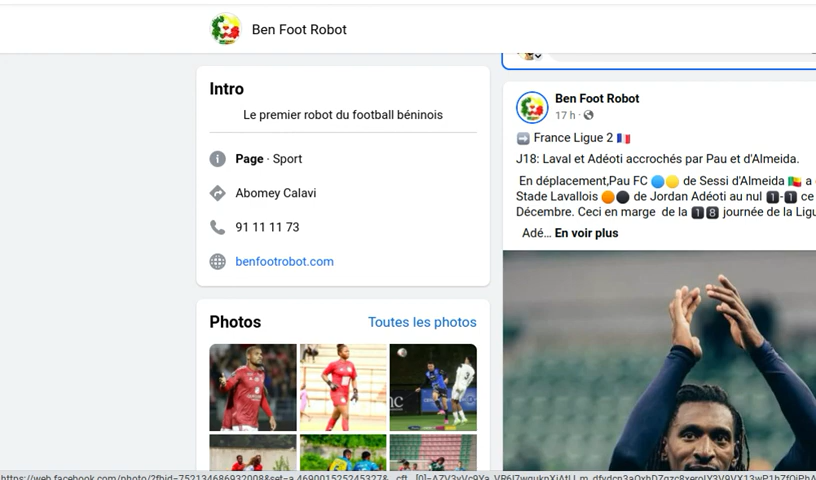 Ben Foot Robot
Intro
Le premier robot du football béninois
Page · Sport
Abomey Calavi
91 11 11 73
benfootrobot.com
Photos
Toutes les photos
Ben Foot Robot
17 h ·
➡️ France Ligue 2 🇫🇷
J18: Laval et Adéoti accrochés par Pau et d'Almeida.
En déplacement,Pau FC 🔵🟡 de Sessi d'Almeida 🇧🇯 a
Stade Lavallois 🟠⚫ de Jordan Adéoti au nul 1️⃣-1️⃣ ce
Décembre. Ceci en marge de la 1️⃣8️⃣ journée de la Ligu
Adé... En voir plus